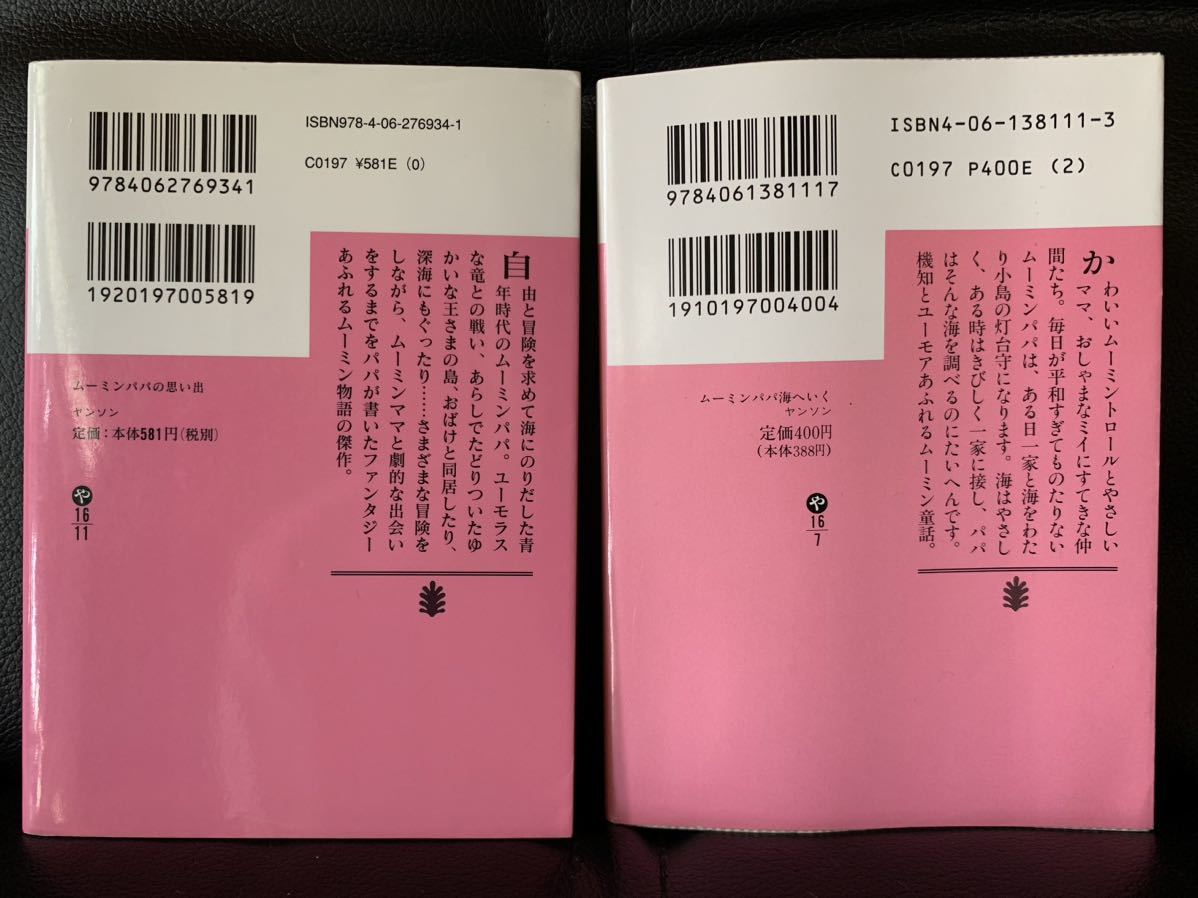 ISBN978-4-06-276934-1
C0197 ¥581E (0)
9784062769341
1920197005819
自由と冒険を求めて海にのりだした青
年時代のムーミンパパ。ユーモラス
な竜との戦い、あらしでたどりついたゆ
かいな王さまの島、おばけと同居したり、
深海にもぐったり……さまざまな冒険を
しながら、ムーミンママと劇的な出会い
をするまでをパパが書いたファンタジー
あふれるムーミン物語の傑作。
ムーミンパパの思い出
ヤンソン
定価:本体581円(税別)
や
16
11
ISBN4-06-138111-3
C0197 P400E (2)
9784061381117
1910197004004
かわいいムーミントロールとやさしい
ママ、おしゃまなミイにすてきな仲
間たち。毎日が平和すぎてものたりない
ムーミンパパは、ある日一家と海をわた
り小島の灯台守になります。海はやさし
く、ある時はきびしく一家に接し、パパ
はそんな海を調べるのにたいへんです。
機知とユーモアあふれるムーミン童話。
ムーミンパパ海へいく
ヤンソン
定価400円
(本体388円)
や
16
7